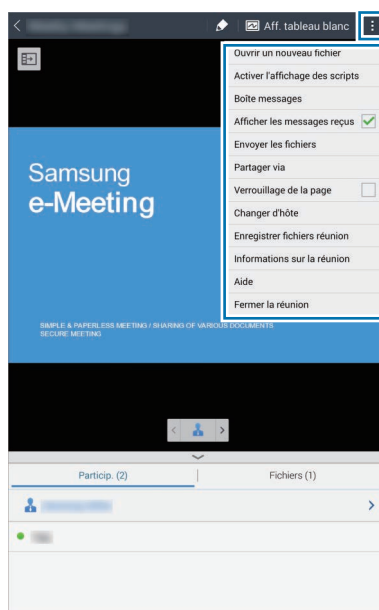 Aff. tableau blanc
Ouvrir un nouveau fichier
Activer l'affichage des scripts
Boîte messages
Afficher les messages reçus
Envoyer les fichiers
Partager via
Verrouillage de la page
Changer d'hôte
Enregistrer fichiers réunion
Informations sur la réunion
Aide
Fermer la réunion
Samsung
e-Meeting
SIMPLE & PAPERLESS MEETING / SHARING OF VARIOUS DOCUMENTS
SECURE MEETING
Particip. (2)
Fichiers (1)